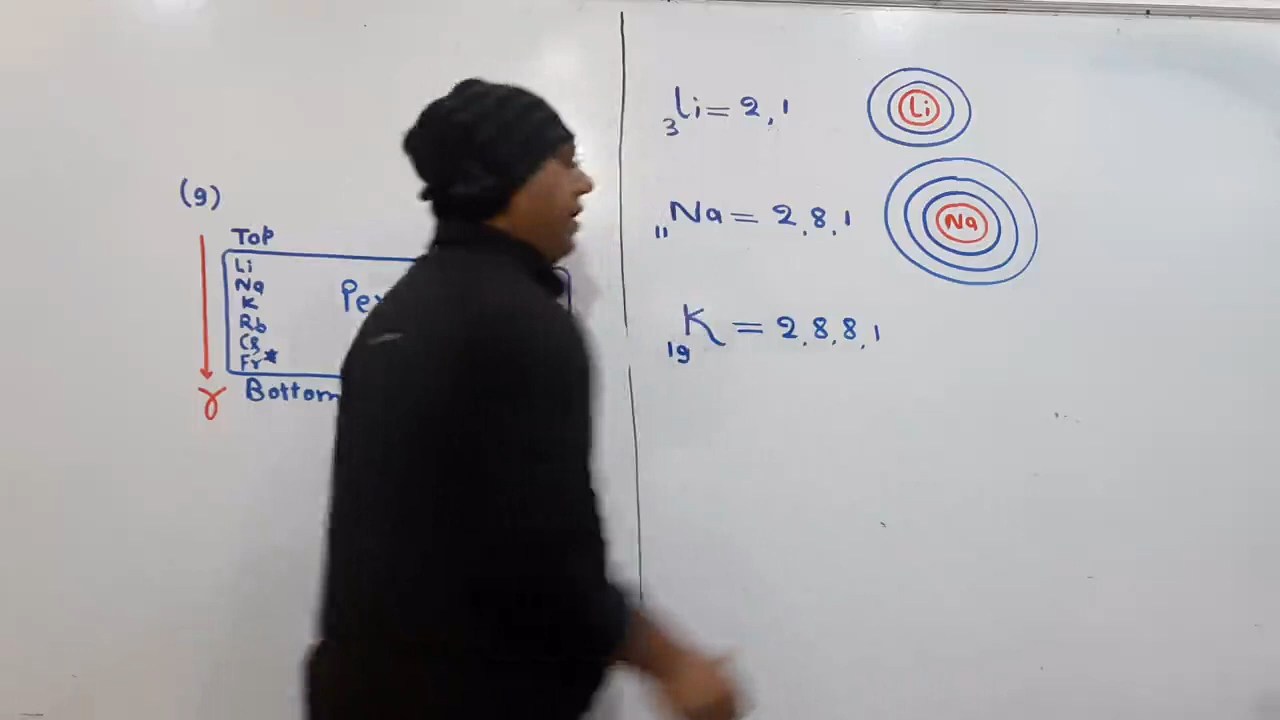 (9)
Top
Li
Na
K
Rb
Cs
Fr*
Bottom
γ
₃Li = 2,1
Li
₁₁Na = 2,8,1
Na
₁₉K = 2,8,8,1